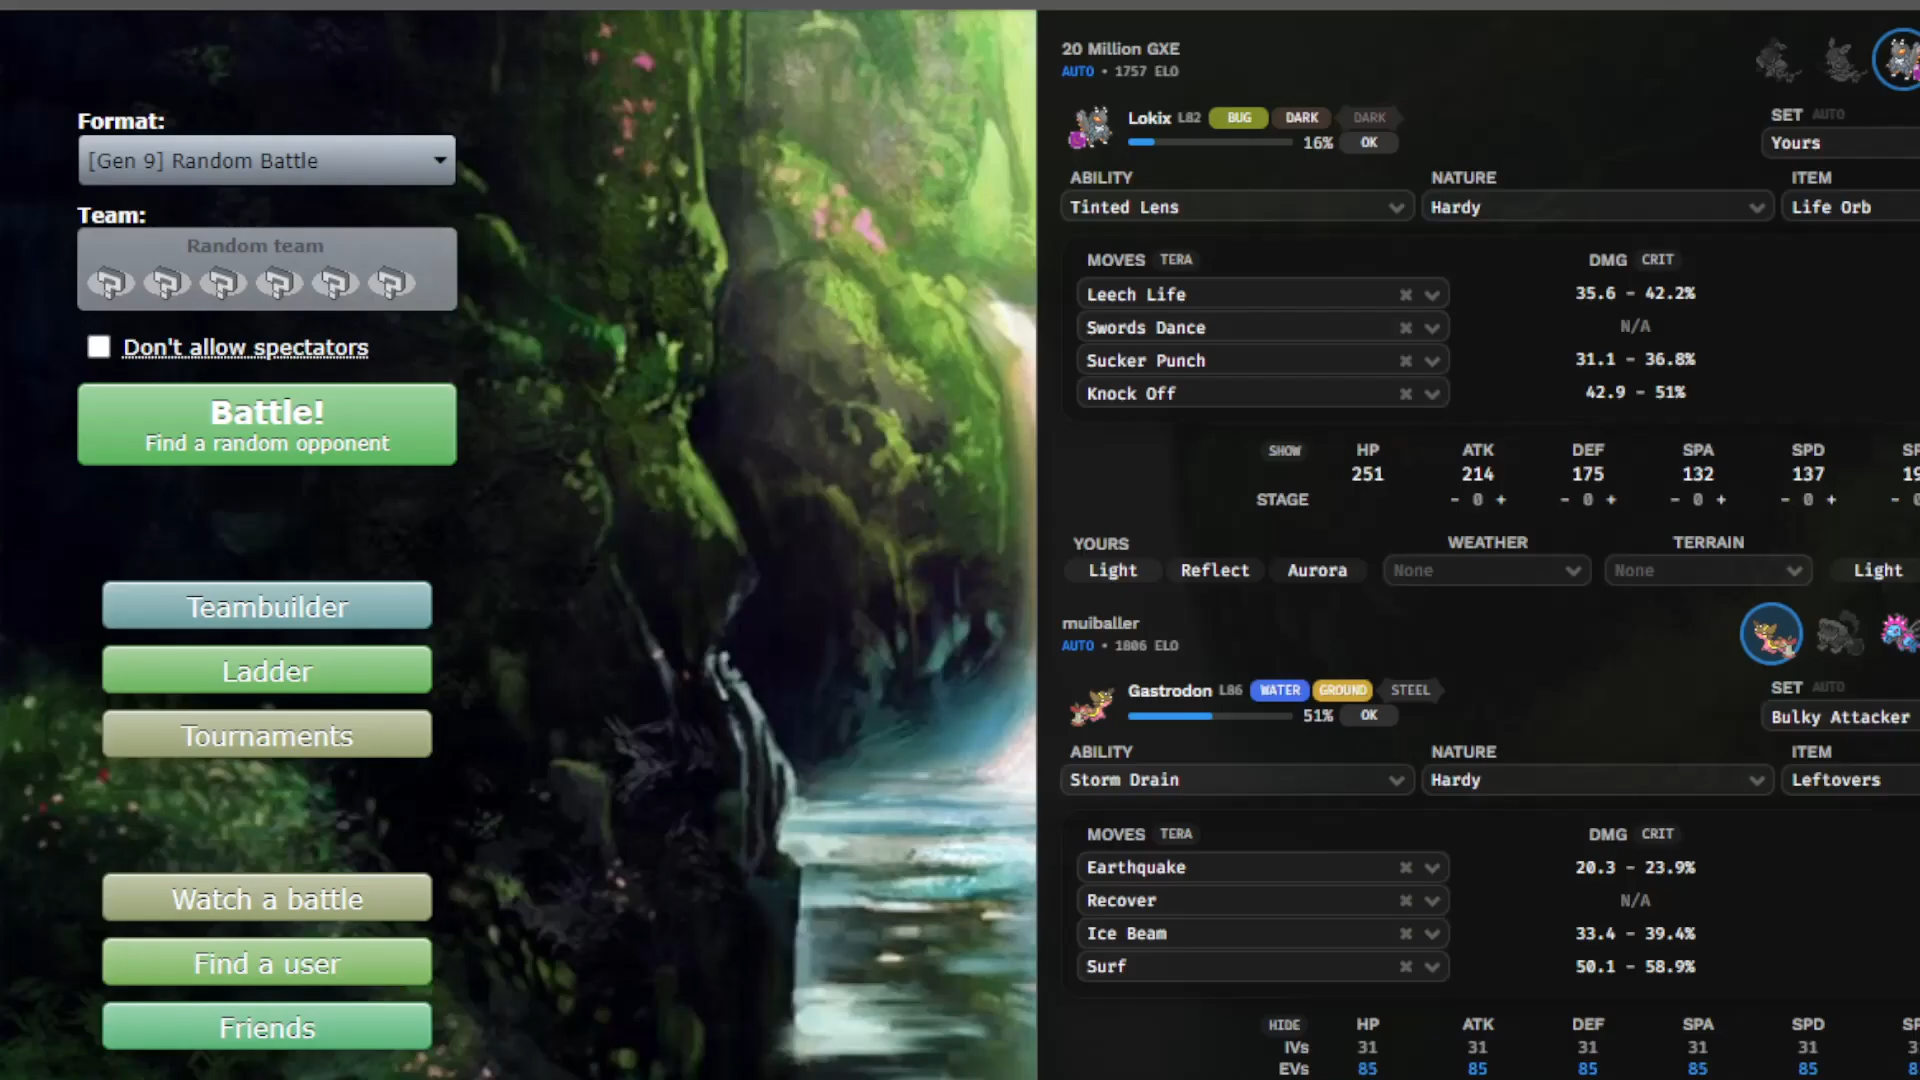 Format:
[Gen 9] Random Battle
Team:
Random team
Don't allow spectators
Battle!
Find a random opponent
Teambuilder
Ladder
Tournaments
Watch a battle
Find a user
Friends
20 Million GXE
AUTO • 1757 ELO
Lokix L82 BUG DARK DARK
16% OK
SET AUTO
Yours
ABILITY NATURE ITEM
Tinted Lens Hardy Life Orb
MOVES TERA DMG CRIT
Leech Life 35.6 - 42.2%
Swords Dance N/A
Sucker Punch 31.1 - 36.8%
Knock Off 42.9 - 51%
SHOW HP ATK DEF SPA SPD
251 214 175 132 137
STAGE - 0 + - 0 + - 0 + - 0 + -
YOURS WEATHER TERRAIN
Light Reflect Aurora None None Light
muiballer
AUTO • 1806 ELO
Gastrodon L86 WATER GROUND STEEL
51% OK
SET AUTO
Bulky Attacker
ABILITY NATURE ITEM
Storm Drain Hardy Leftovers
MOVES TERA DMG CRIT
Earthquake 20.3 - 23.9%
Recover N/A
Ice Beam 33.4 - 39.4%
Surf 50.1 - 58.9%
HIDE HP ATK DEF SPA SPD
IVs 31 31 31 31 31
EVs 85 85 85 85 85